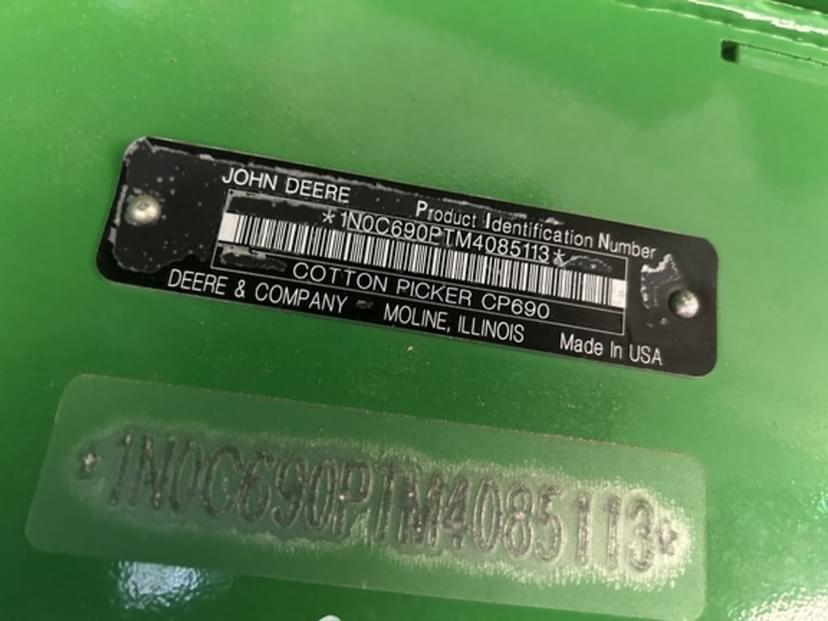 JOHN DEERE
Product Identification Number
*1N0C690PTM4085113*
COTTON PICKER CP690
DEERE & COMPANY MOLINE, ILLINOIS
Made In USA
*1N0C690PTM4085113*